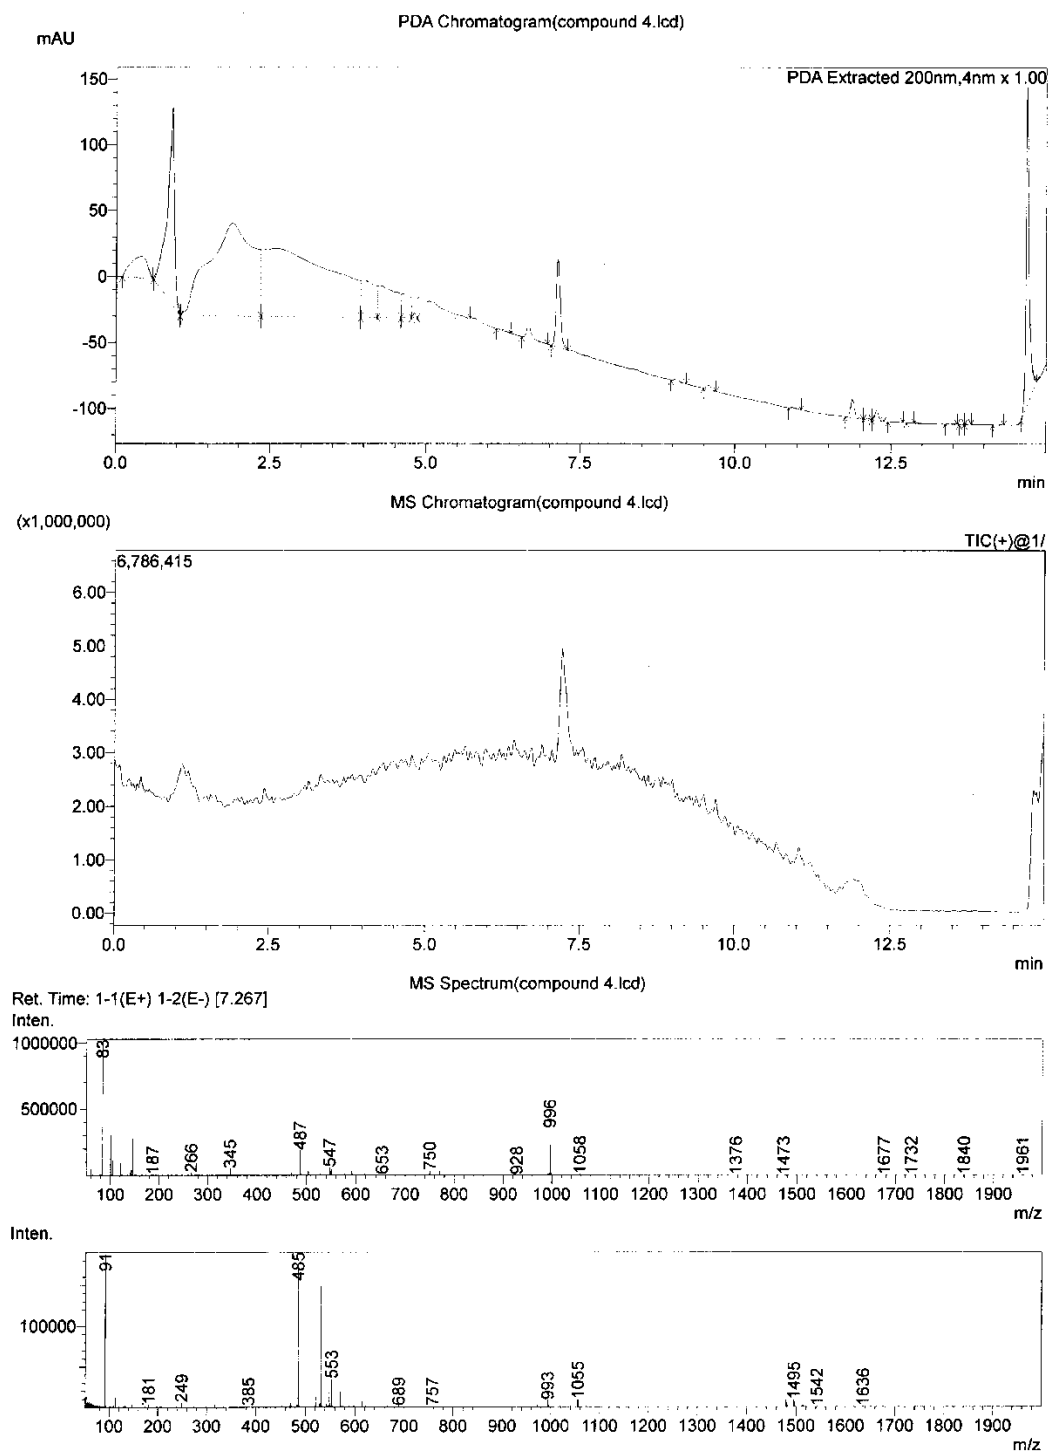 PDA Chromatogram(compound 4.lcd)
mAU
PDA Extracted 200nm,4nm x 1.00
150
100
50
0
-50
-100
0.0 2.5 5.0 7.5 10.0 12.5
min
MS Chromatogram(compound 4.lcd)
(x1,000,000)
TIC(+)@1/
6,786,415
6.00
5.00
4.00
3.00
2.00
1.00
0.00
0.0 2.5 5.0 7.5 10.0 12.5
min
MS Spectrum(compound 4.lcd)
Ret. Time: 1-1(E+) 1-2(E-) [7.267]
Inten.
1000000
500000
83 187 266 345 487 547 653 750 928 996 1058 1376 1473 1677 1732 1840 1961
100 200 300 400 500 600 700 800 900 1000 1100 1200 1300 1400 1500 1600 1700 1800 1900
m/z
Inten.
100000
91 181 249 385 485 553 689 757 993 1055 1495 1542 1636
100 200 300 400 500 600 700 800 900 1000 1100 1200 1300 1400 1500 1600 1700 1800 1900
m/z